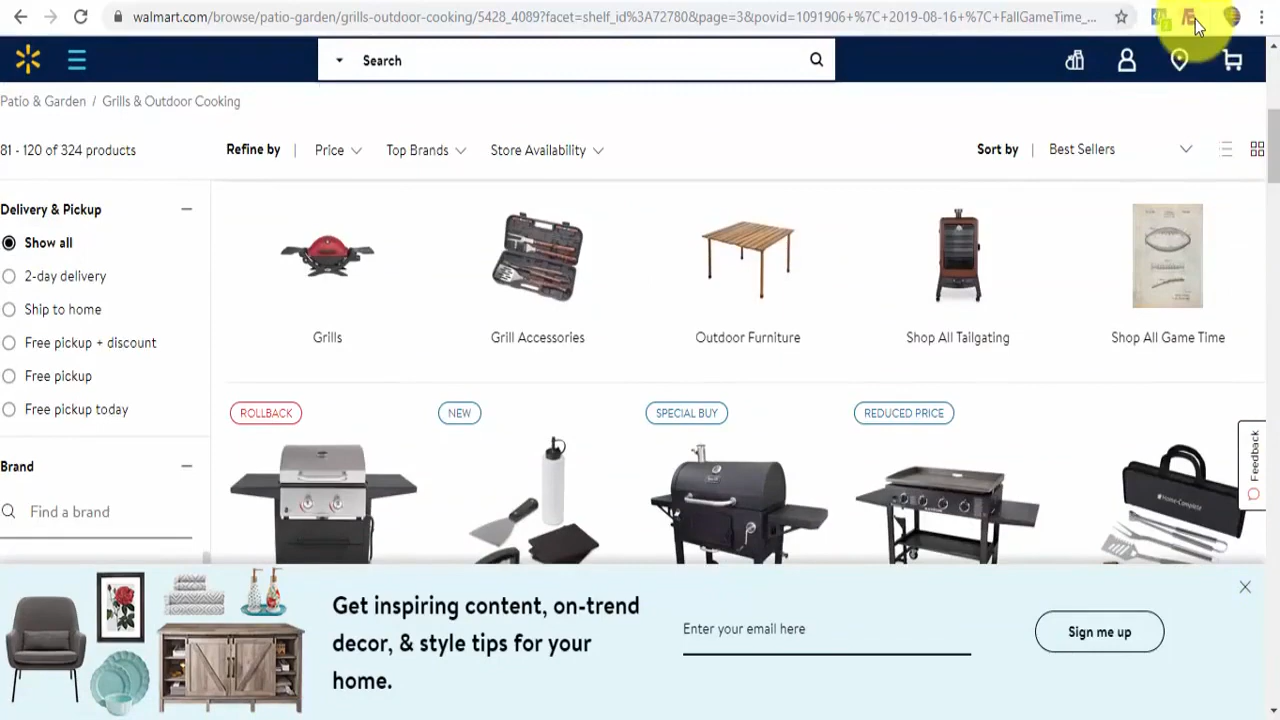 walmart.com/browse/patio-garden/grills-outdoor-cooking/5428_4089?facet=shelf_id%3A72780&page=3&povid=1091906+%7C+2019-08-16+%7C+FallGameTime_...
Search
Patio & Garden / Grills & Outdoor Cooking
81 - 120 of 324 products
Refine by | Price Top Brands Store Availability
Sort by | Best Sellers
Delivery & Pickup
Show all
2-day delivery
Ship to home
Free pickup + discount
Free pickup
Free pickup today
Brand
Find a brand
Grills
Grill Accessories
Outdoor Furniture
Shop All Tailgating
Shop All Game Time
ROLLBACK
NEW
SPECIAL BUY
REDUCED PRICE
Feedback
Get inspiring content, on-trend
decor, & style tips for your
home.
Enter your email here
Sign me up